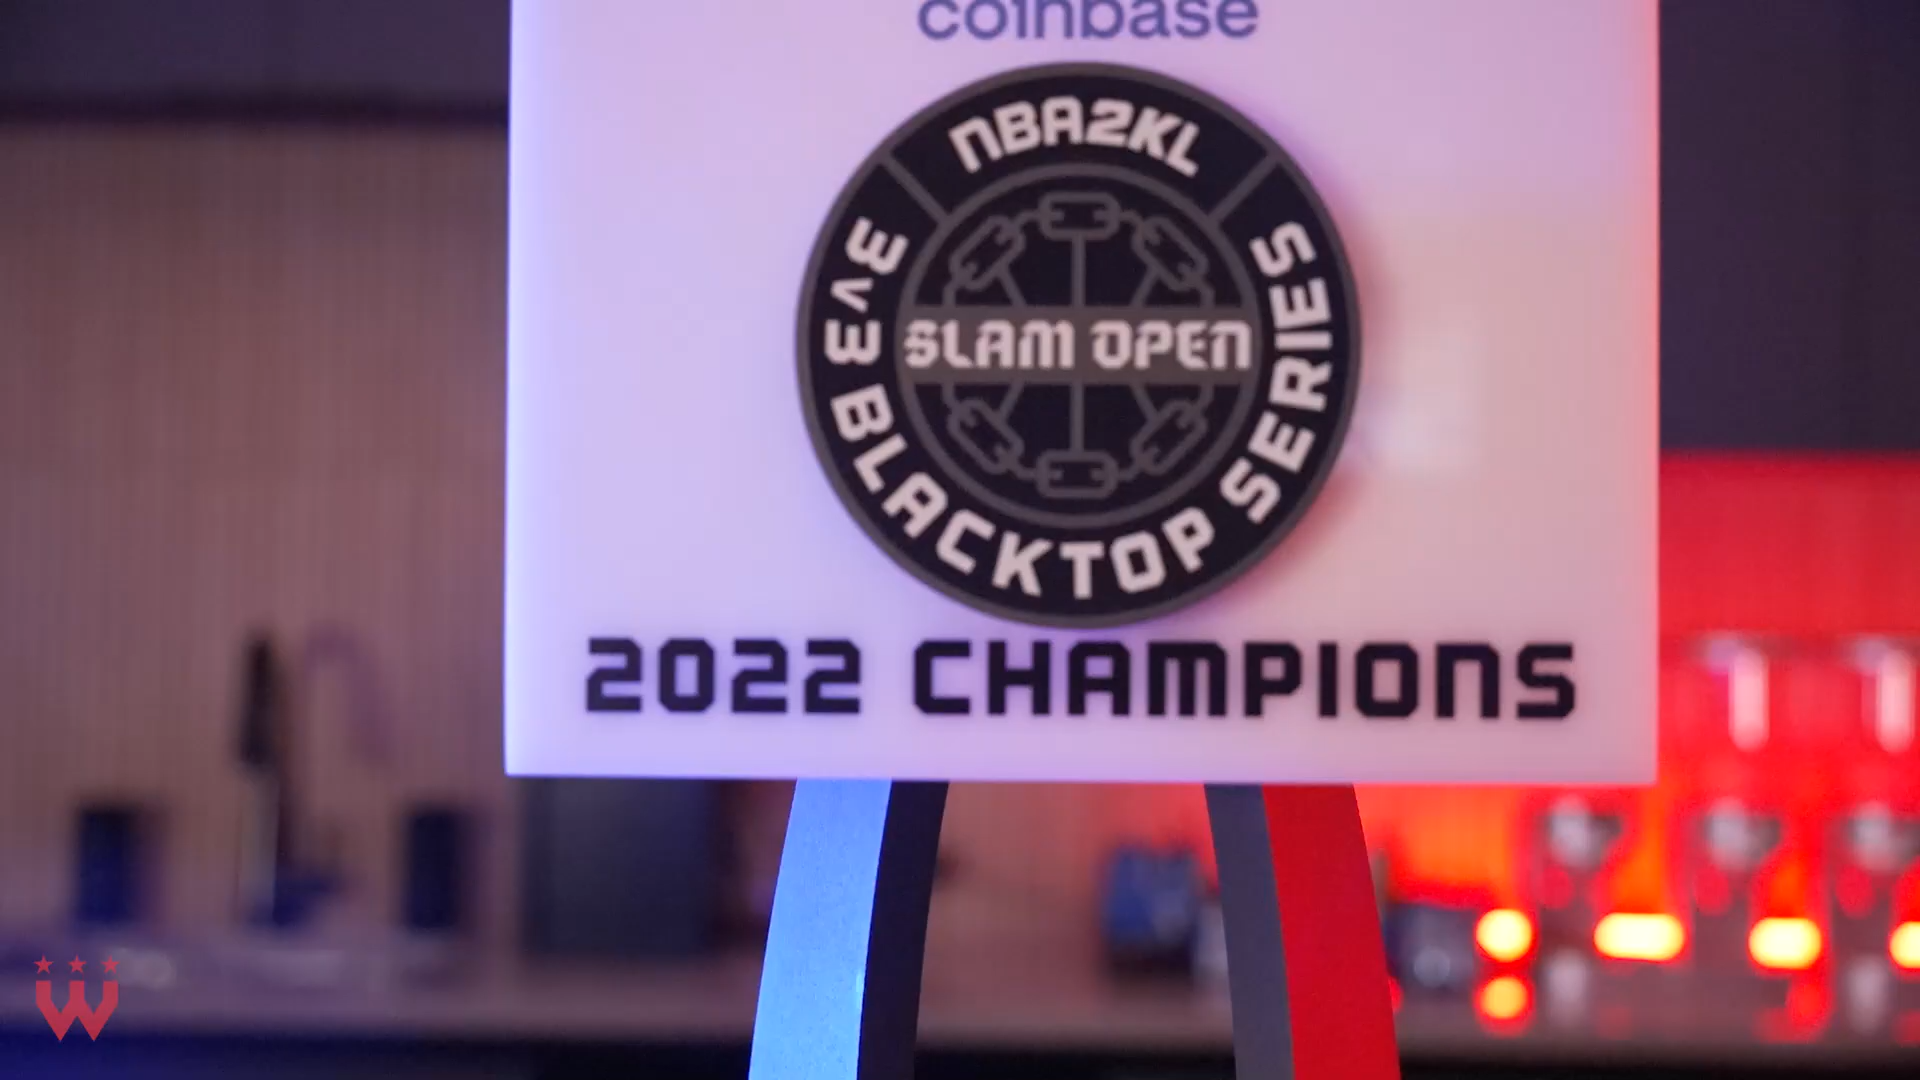 coinbase
NBA2KL
3v3 BLACKTOP SERIES
SLAM OPEN
2022 CHAMPIONS
W